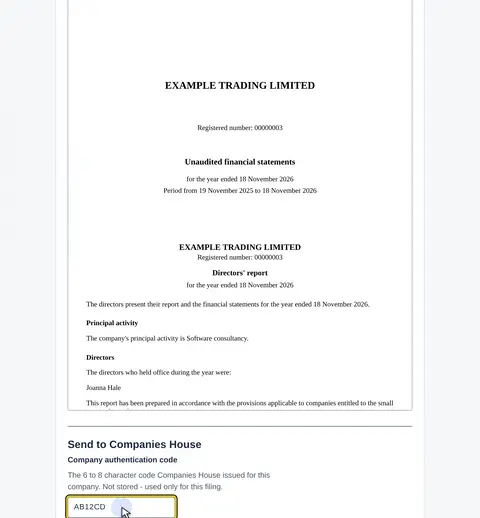 EXAMPLE TRADING LIMITED
Registered number: 00000003
Unaudited financial statements
for the year ended 18 November 2026
Period from 19 November 2025 to 18 November 2026
EXAMPLE TRADING LIMITED
Registered number: 00000003
Directors' report
for the year ended 18 November 2026
The directors present their report and the financial statements for the year ended 18 November 2026.
Principal activity
The company's principal activity is Software consultancy.
Directors
The directors who held office during the year were:
Joanna Hale
This report has been prepared in accordance with the provisions applicable to companies entitled to the small
Send to Companies House
Company authentication code
The 6 to 8 character code Companies House issued for this
company. Not stored - used only for this filing.
AB12CD